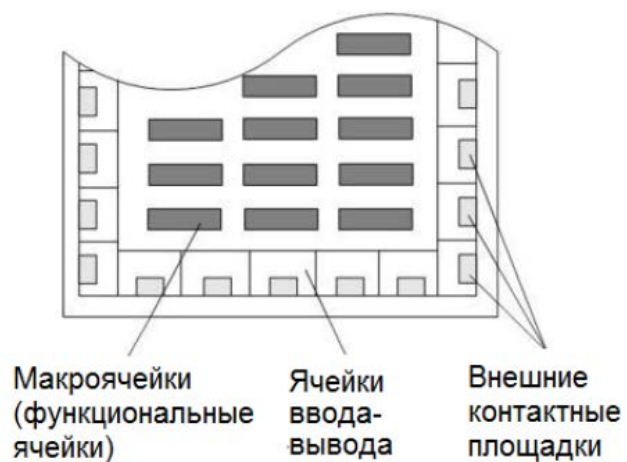 Макроячейки
(функциональные
ячейки)
Ячейки
ввода-
вывода
Внешние
контактные
площадки